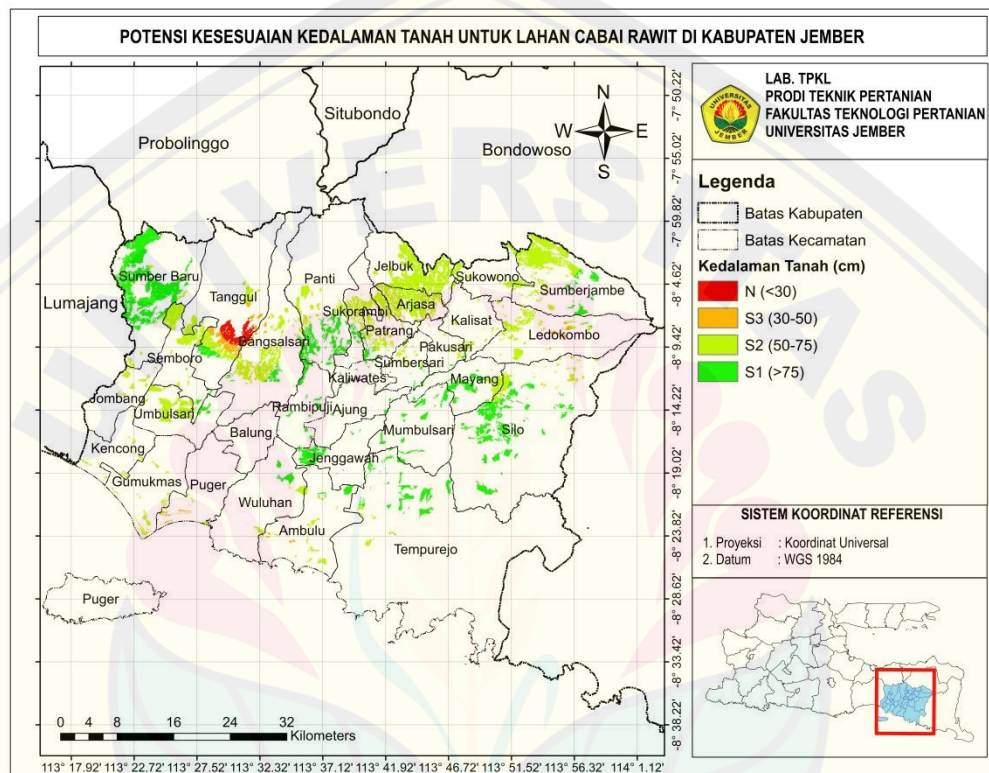 POTENSI KESESUAIAN KEDALAMAN TANAH UNTUK LAHAN CABAI RAWIT DI KABUPATEN JEMBER
LAB. TPKL
PRODI TEKNIK PERTANIAN
FAKULTAS TEKNOLOGI PERTANIAN
UNIVERSITAS JEMBER
UNIVERSITAS
JEMBER
Legenda
Batas Kabupaten
Batas Kecamatan
Kedalaman Tanah (cm)
N (<30)
S3 (30-50)
S2 (50-75)
S1 (>75)
SISTEM KOORDINAT REFERENSI
1. Proyeksi : Koordinat Universal
2. Datum : WGS 1984
N
W E
S
Situbondo
Probolinggo
Bondowoso
Lumajang
Sumber Baru
Tanggul
Panti
Jelbuk
Sukowono
Sumberjambe
Sukorambi
Arjasa
Bangsalsari
Patrang
Kalisat
Ledokombo
Semboro
Pakusari
Sumbersari
Kaliwates
Mayang
Jombang
Umbulsari
Rambipuji
Ajung
Balung
Mumbulsari
Silo
Kencong
Jenggawah
Gumukmas
Puger
Wuluhan
Ambulu
Tempurejo
Puger
0 4 8 16 24 32
Kilometers
-7° 50.22'
-7° 55.02'
-7° 59.82'
-8° 4.62'
-8° 9.42'
-8° 14.22'
-8° 19.02'
-8° 23.82'
-8° 28.62'
-8° 33.42'
-8° 38.22'
113° 17.92' 113° 22.72' 113° 27.52' 113° 32.32' 113° 37.12' 113° 41.92' 113° 46.72' 113° 51.52' 113° 56.32' 114° 1.12'
UNIVERSITAS